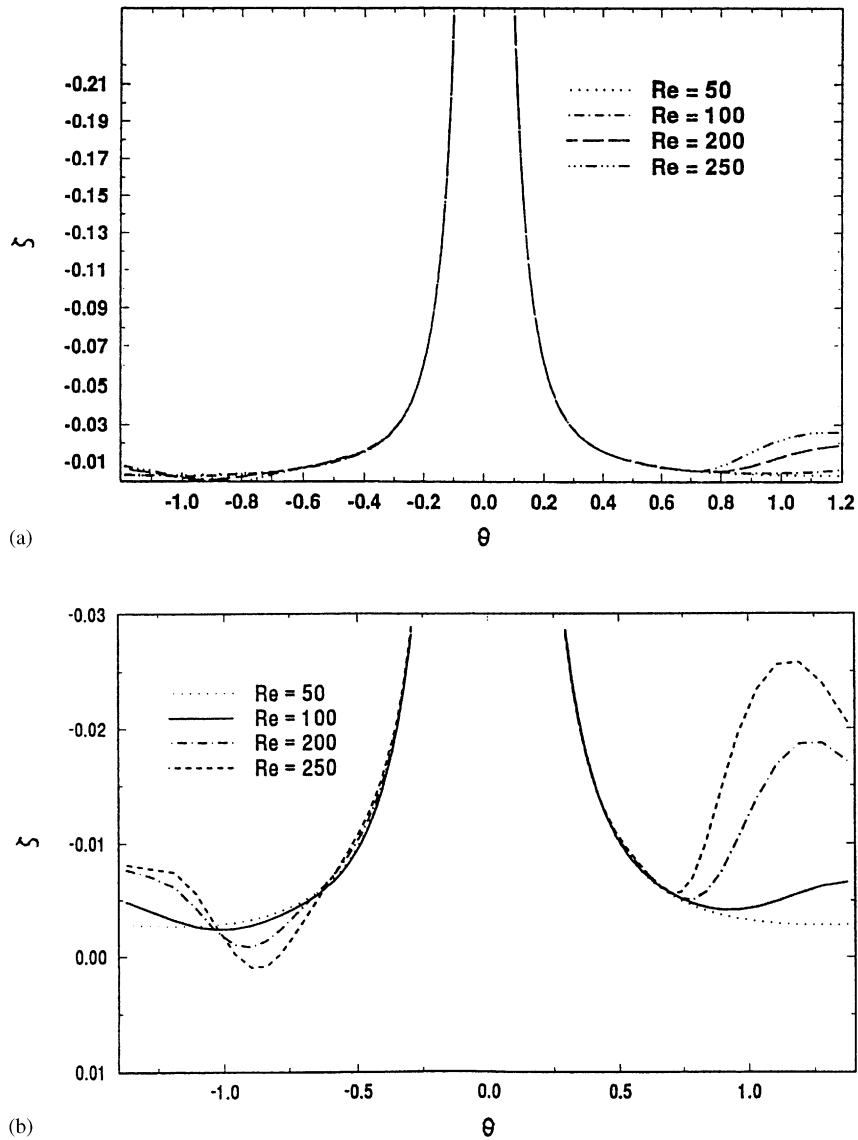 -0.21
-0.19
-0.17
-0.15
-0.13
-0.11
-0.09
-0.07
-0.05
-0.03
-0.01
ζ
Re = 50
Re = 100
Re = 200
Re = 250
-1.0 -0.8 -0.6 -0.4 -0.2 0.0 0.2 0.4 0.6 0.8 1.0 1.2
θ
(a)
-0.03
-0.02
-0.01
0.00
0.01
ζ
Re = 50
Re = 100
Re = 200
Re = 250
-1.0 -0.5 0.0 0.5 1.0
θ
(b)